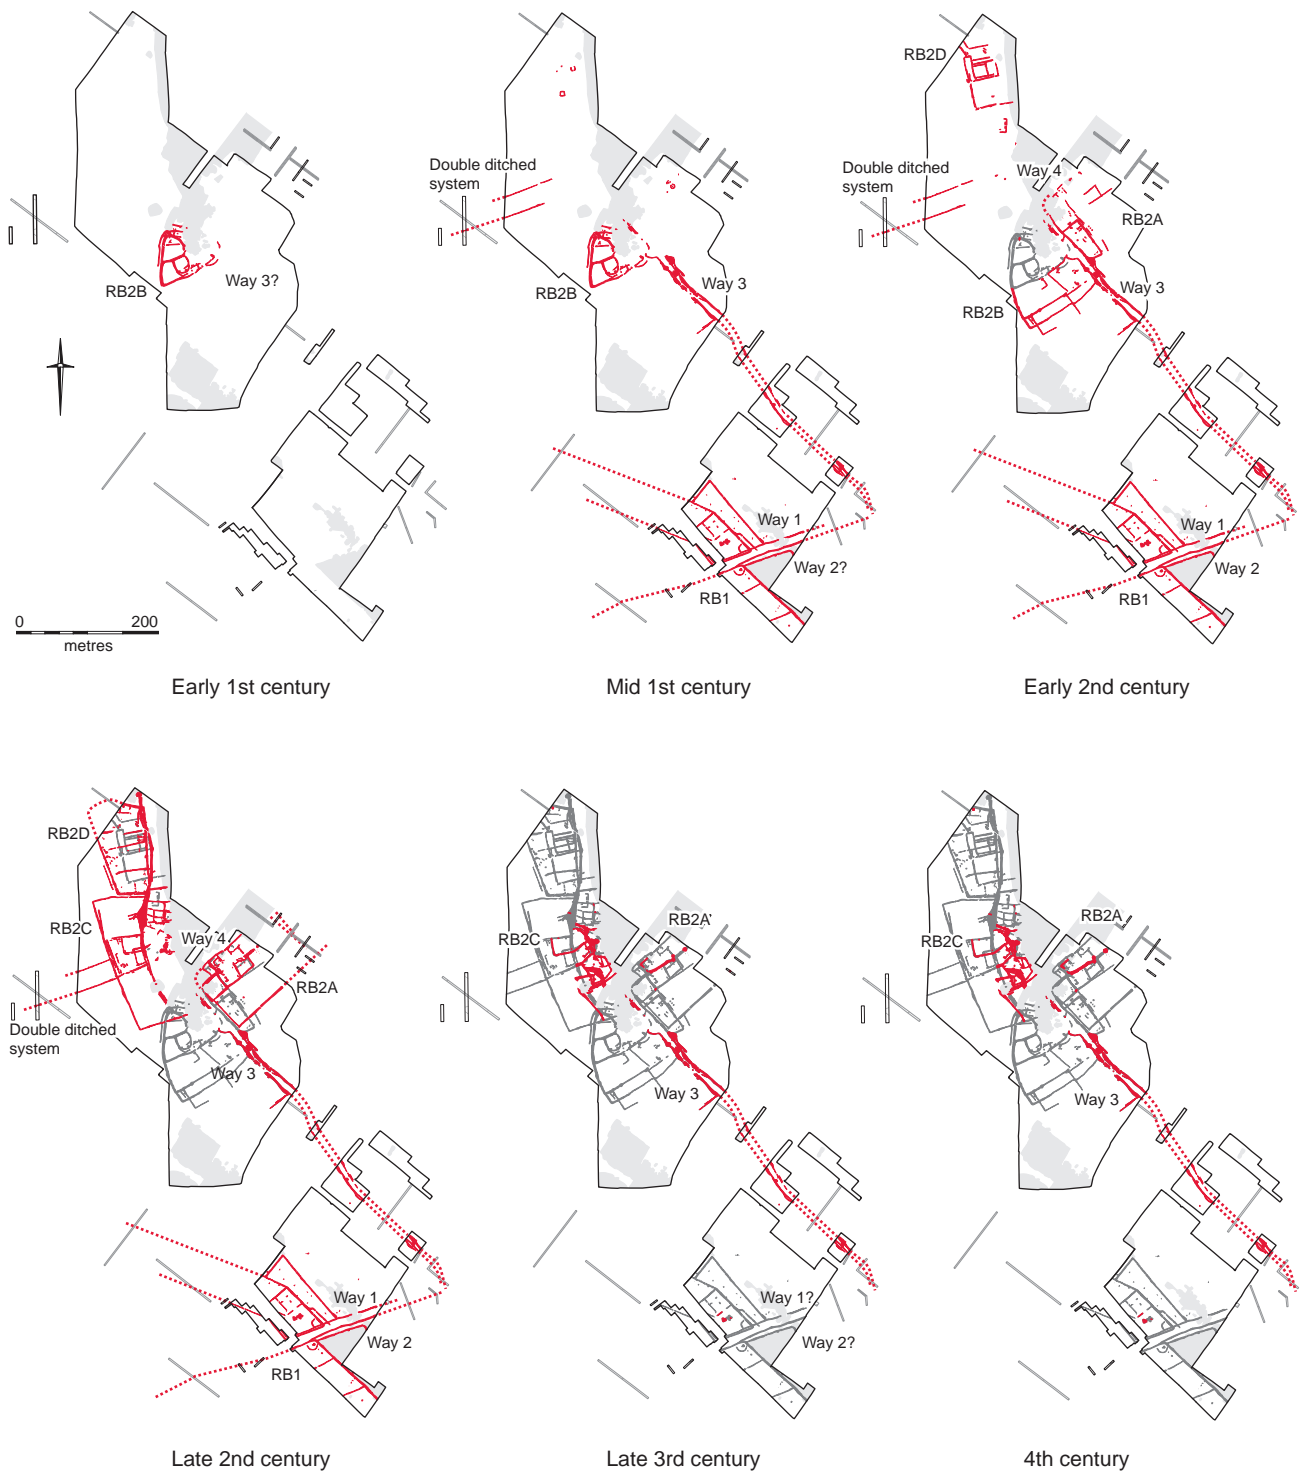 RB2B
Way 3?
0
200
metres
Early 1st century
Double ditched
system
RB2B
Way 3
Way 1
Way 2?
RB1
Mid 1st century
RB2D
Double ditched
system
Way 4
RB2A
Way 3
RB2B
Way 1
Way 2
RB1
Early 2nd century
RB2D
RB2C
Way 4
RB2A
Double ditched
system
Way 3
Way 1
Way 2
RB1
Late 2nd century
RB2A
RB2C
Way 3
Way 1?
Way 2?
Late 3rd century
RB2A
RB2C
Way 3
4th century